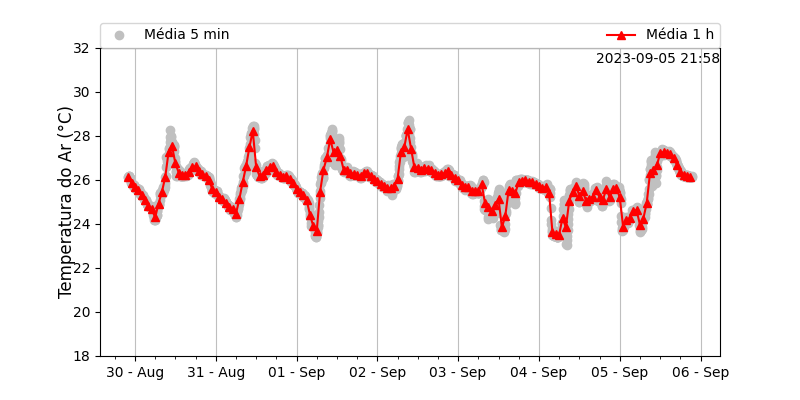 Média 5 min
Média 1 h
2023-09-05 21:58
Temperatura do Ar (°C)
32
30
28
26
24
22
20
18
30 - Aug
31 - Aug
01 - Sep
02 - Sep
03 - Sep
04 - Sep
05 - Sep
06 - Sep